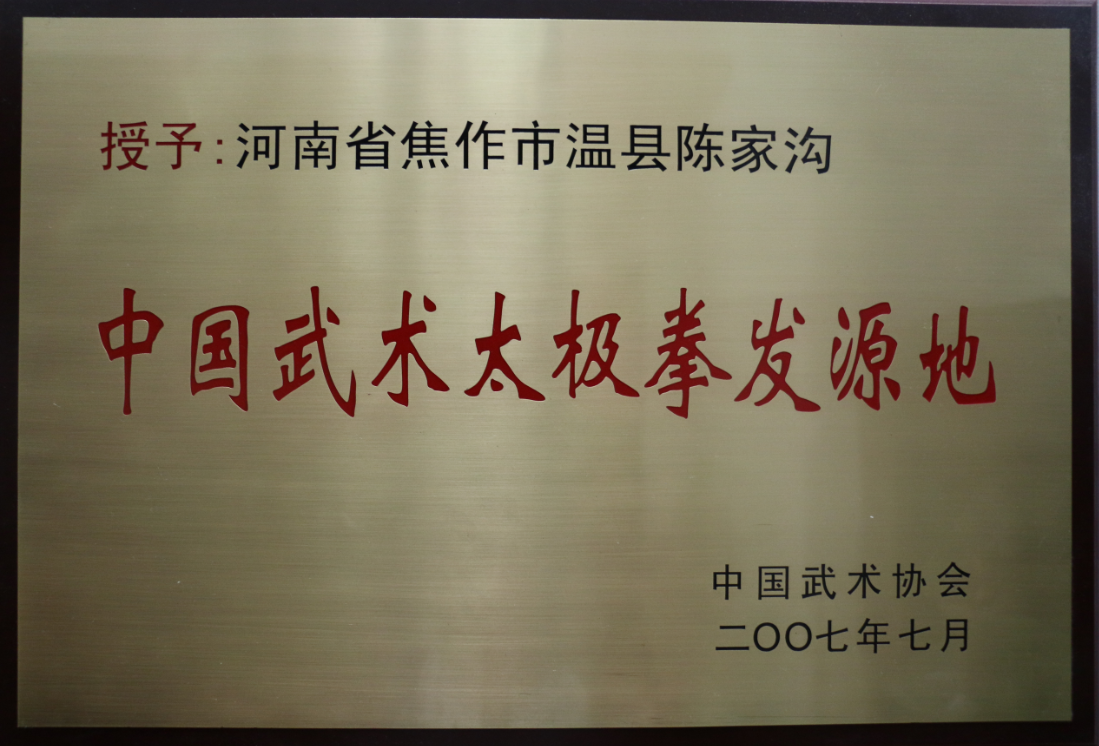 授予:河南省焦作市温县陈家沟
中国武术太极拳发源地
中国武术协会
二〇〇七年七月